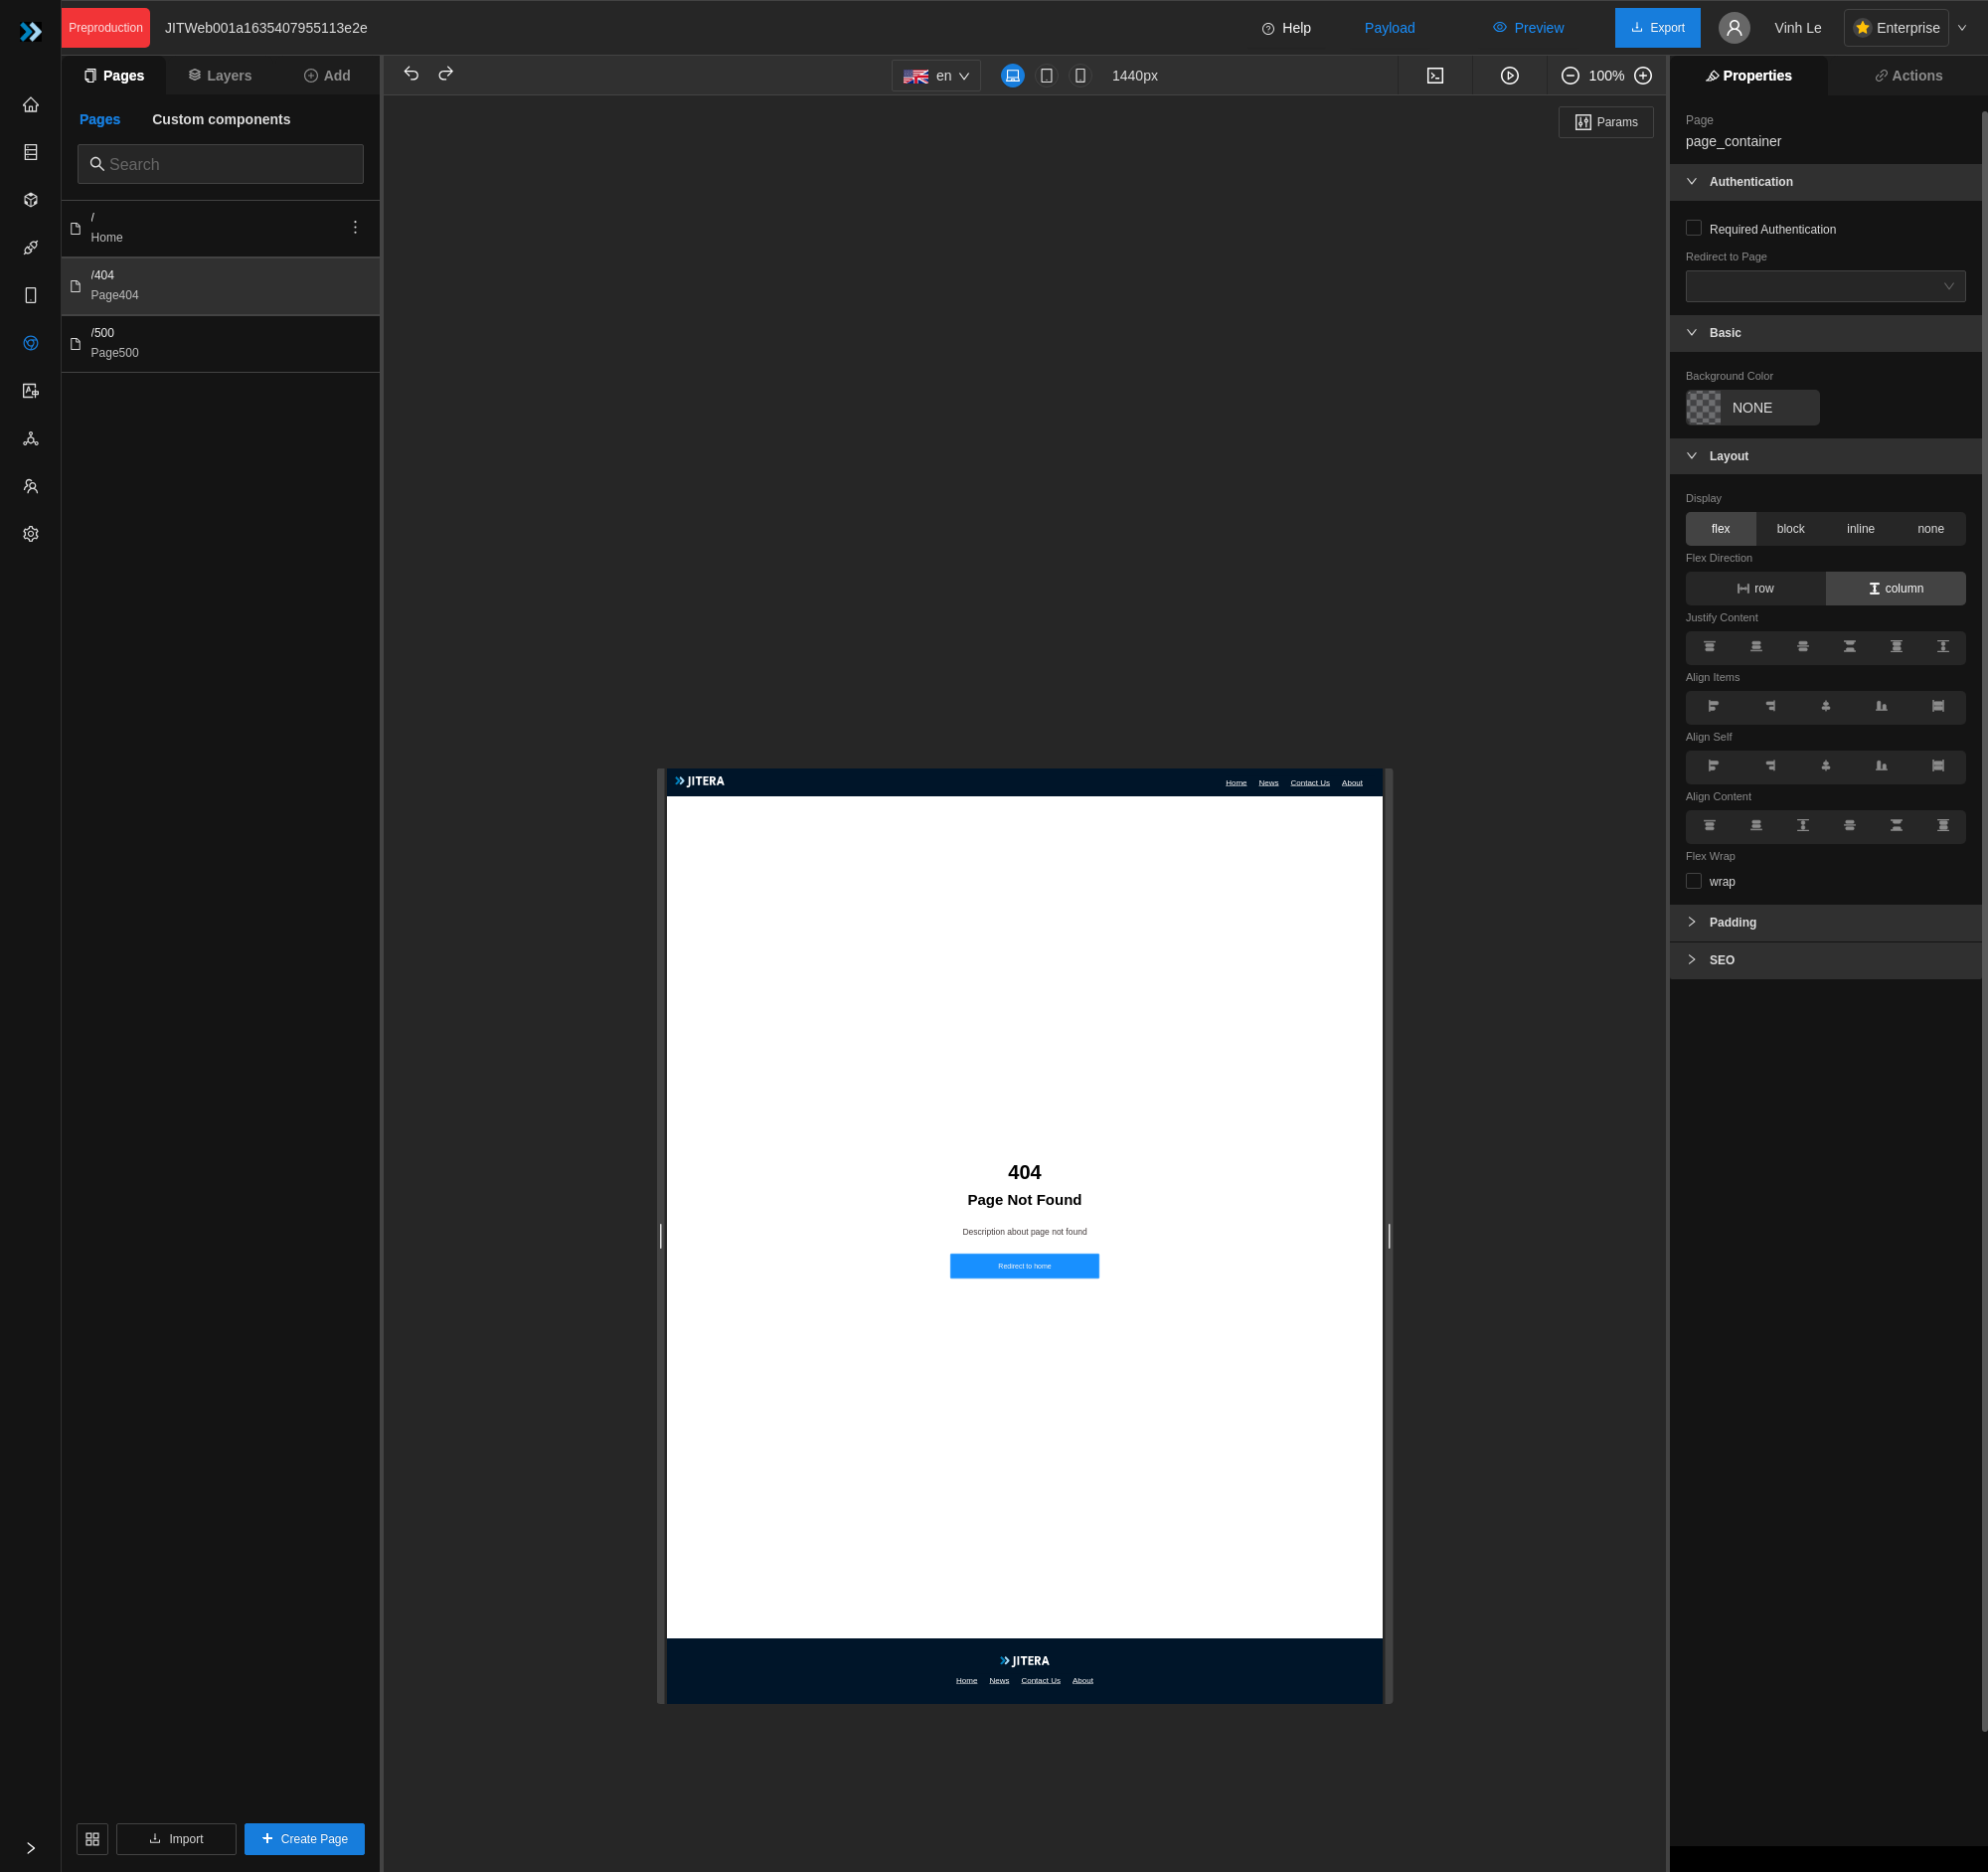 Preproduction JITWeb001a1635407955113e2e Help Payload Preview Export Vinh Le Enterprise
Pages Layers Add
en 1440px 100%
Properties Actions
Pages Custom components
Search
/
Home
/404
Page404
/500
Page500
Import Create Page
Params
JITERA Home News Contact Us About
404
Page Not Found
Description about page not found
Redirect to home
JITERA
Home News Contact Us About
Page
page_container
Authentication
Required Authentication
Redirect to Page
Basic
Background Color
NONE
Layout
Display
flex block inline none
Flex Direction
row column
Justify Content
Align Items
Align Self
Align Content
Flex Wrap
wrap
Padding
SEO